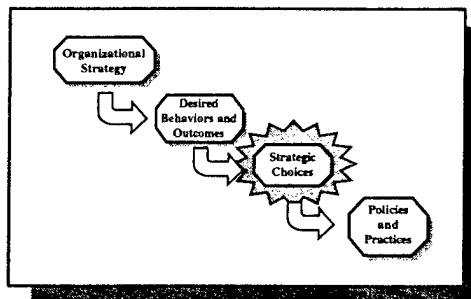 Organizational
Strategy
Desired
Behaviors and
Outcomes
Strategic
Choices
Policies
and
Practices